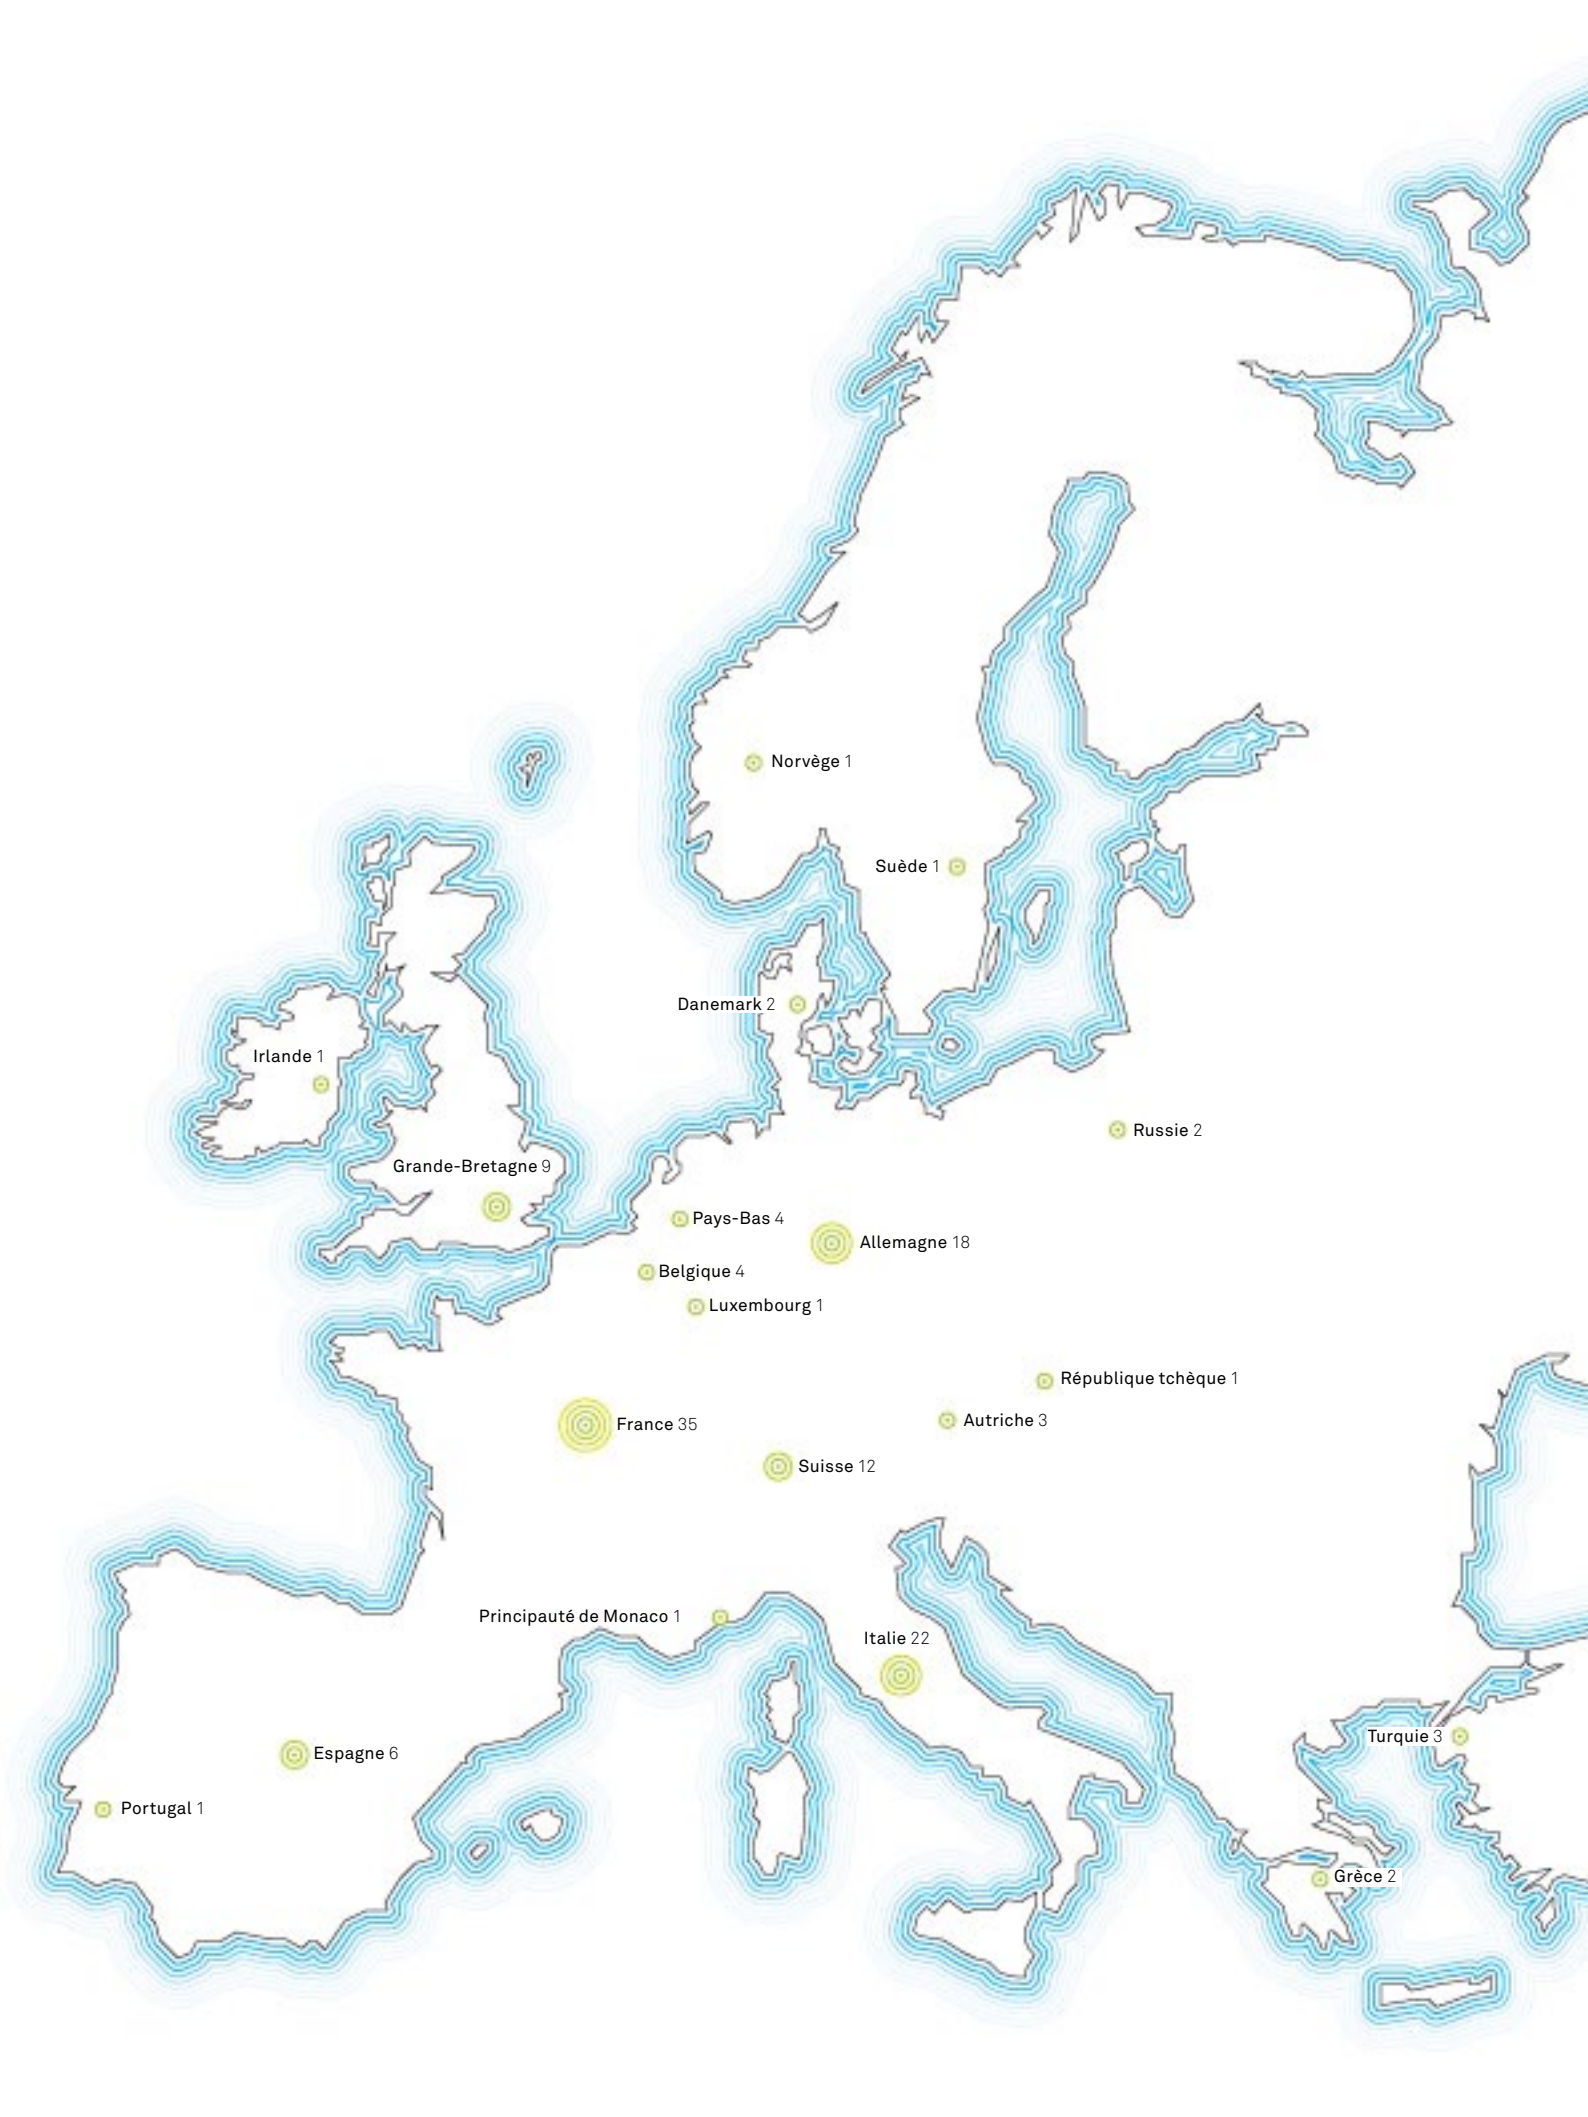 Norvège 1
Suède 1
Danemark 2
Irlande 1
Russie 2
Grande-Bretagne 9
Pays-Bas 4
Allemagne 18
Belgique 4
Luxembourg 1
République tchèque 1
Autriche 3
France 35
Suisse 12
Principauté de Monaco 1
Italie 22
Turquie 3
Espagne 6
Portugal 1
Grèce 2